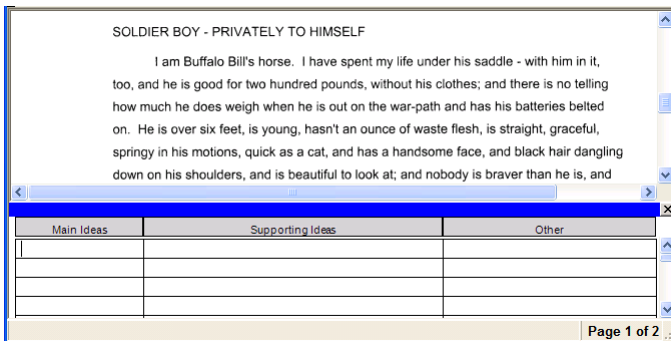 SOLDIER BOY - PRIVATELY TO HIMSELF
I am Buffalo Bill's horse. I have spent my life under his saddle - with him in it,
too, and he is good for two hundred pounds, without his clothes; and there is no telling
how much he does weigh when he is out on the war-path and has his batteries belted
on. He is over six feet, is young, hasn't an ounce of waste flesh, is straight, graceful,
springy in his motions, quick as a cat, and has a handsome face, and black hair dangling
down on his shoulders, and is beautiful to look at; and nobody is braver than he is, and
Main Ideas Supporting Ideas Other
Page 1 of 2